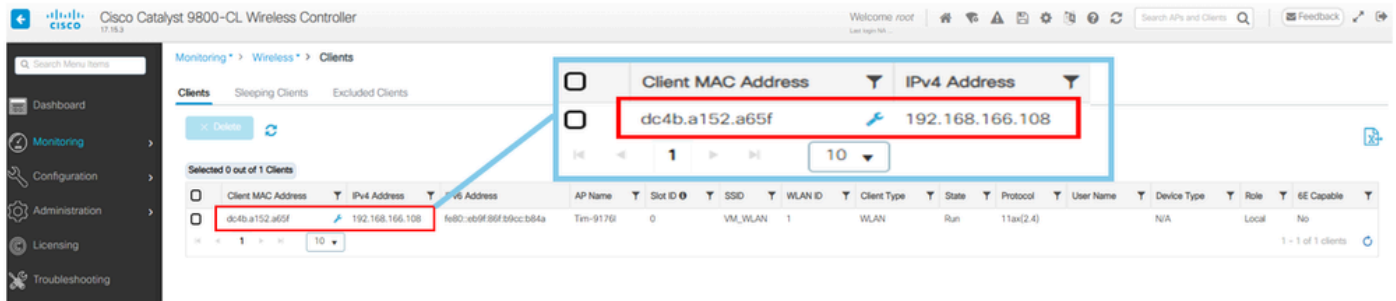 CISCO
Cisco Catalyst 9800-CL Wireless Controller
17.15.3
Welcome root
Last login NA ...
Search APs and Clients
Feedback
Search Menu Items
Dashboard
Monitoring
Configuration
Administration
Licensing
Troubleshooting
Monitoring > Wireless > Clients
Clients Sleeping Clients Excluded Clients
Delete
Selected 0 out of 1 Clients
Client MAC Address IPv4 Address
dc4b.a152.a65f 192.168.166.108
1 10
Client MAC Address IPv4 Address IPv6 Address AP Name Slot ID SSID WLAN ID Client Type State Protocol User Name Device Type Role 6E Capable
dc4b.a152.a65f 192.168.166.108 fe80::eb9f:86f:b9cc:b84a Tim-9176I 0 VM_WLAN 1 WLAN Run 11ax(2.4) N/A Local No
1 10 1 - 1 of 1 clients